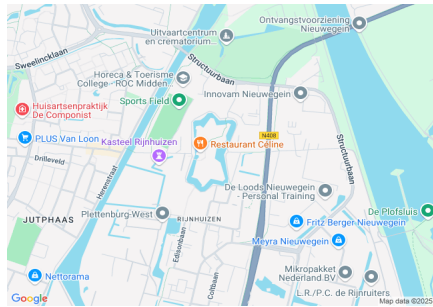 Uitvaartcentrum
en crematorium...
Ontvangstvoorziening
Nieuwegein
Sweelincklaan
Structuurbaan
Horeca & Toerisme
College - ROC Midden...
Innovam Nieuwegein
Sports Field
Huisartsenpraktijk
De Componist
PLUS Van Loon
Kasteel Rijnhuizen
Restaurant Céline
N408
Structuurbaan
Drilleveld
Herenstraat
De Loods Nieuwegein
- Personal Training
De Plofsluis
JUTPHAAS
Plettenburg-West
RIJNHUIZEN
Fritz Berger-Nieuwegein
Edisonbaan
Meyra Nieuwegein
Nettorama
Coltbaan
Mikropakket
Nederland BV
L.R./P.C. de Rijnruiters
Google
Map data ©2025